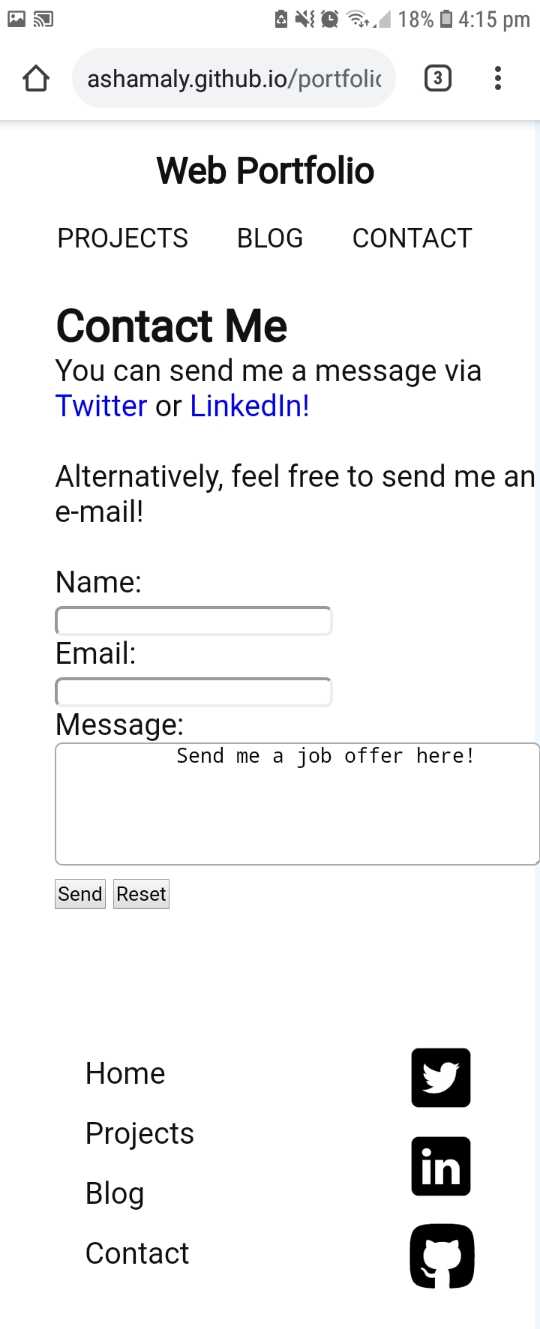 18% 4:15 pm
ashamaly.github.io/portfolio
3
Web Portfolio
PROJECTS BLOG CONTACT
Contact Me
You can send me a message via
Twitter or LinkedIn!
Alternatively, feel free to send me an
e-mail!
Name:
Email:
Message:
Send me a job offer here!
Send Reset
Home
Projects
Blog
Contact
in